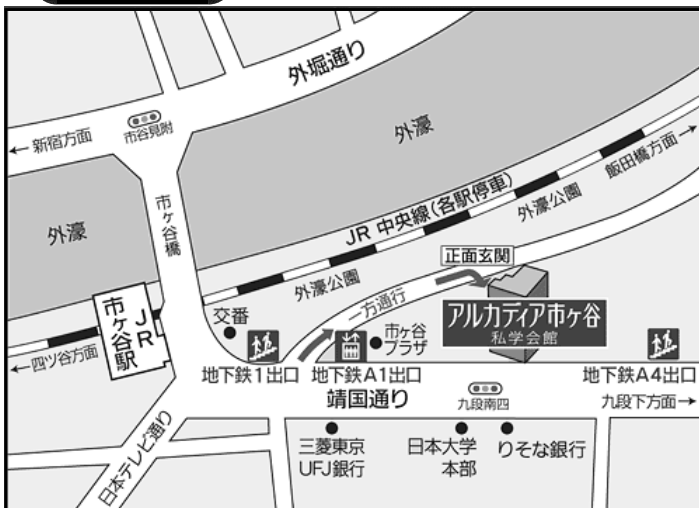 外堀通り
市谷見附
← 新宿方面
外濠
飯田橋方面 →
外濠
市ヶ谷橋
JR 中央線(各駅停車)
外濠公園
正面玄関
外濠公園
一方通行
アルカディア市ヶ谷
私学会館
JR
市ヶ谷駅
交番
市ヶ谷
プラザ
← 四ツ谷方面
地下鉄1出口
地下鉄A1出口
地下鉄A4出口
靖国通り
九段南四
九段下方面 →
日本テレビ通り
三菱東京
UFJ銀行
日本大学
本部
りそな銀行